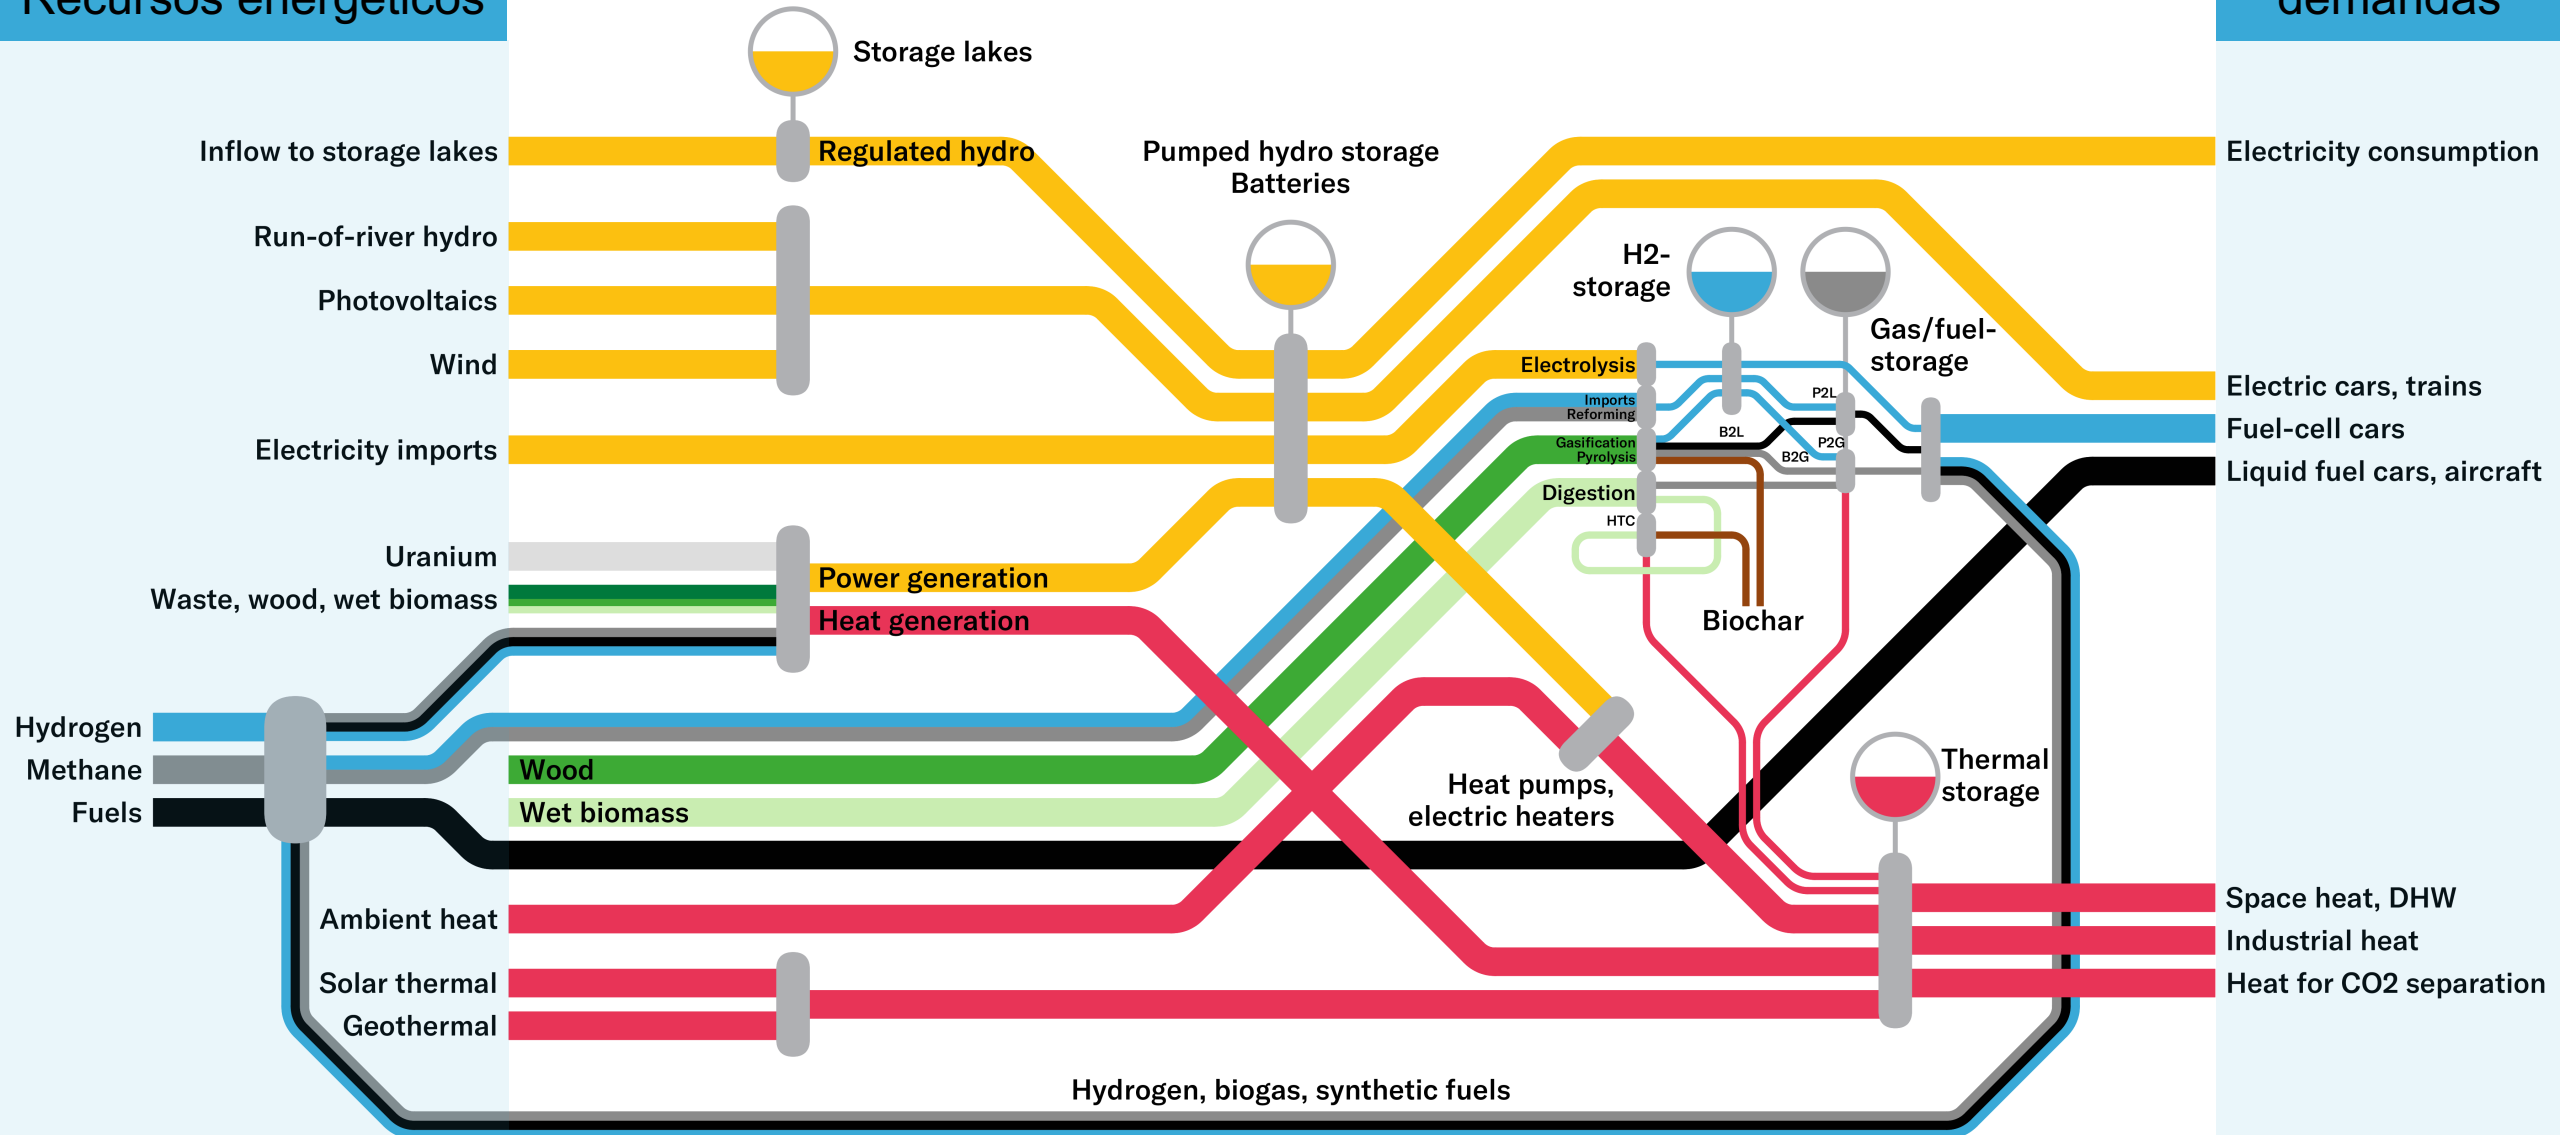 Recursos energéticos
demandas
Storage lakes
Inflow to storage lakes
Regulated hydro
Pumped hydro storage
Batteries
Electricity consumption
Run-of-river hydro
H2-
storage
Photovoltaics
Gas/fuel-
storage
Wind
Electrolysis
Electric cars, trains
P2L
Imports
Reforming
Fuel-cell cars
B2L
Electricity imports
Gasification
Pyrolysis
P2G
B2G
Liquid fuel cars, aircraft
Digestion
HTC
Uranium
Power generation
Waste, wood, wet biomass
Heat generation
Biochar
Hydrogen
Methane
Wood
Fuels
Wet biomass
Heat pumps,
electric heaters
Thermal
storage
Ambient heat
Space heat, DHW
Industrial heat
Solar thermal
Heat for CO2 separation
Geothermal
Hydrogen, biogas, synthetic fuels